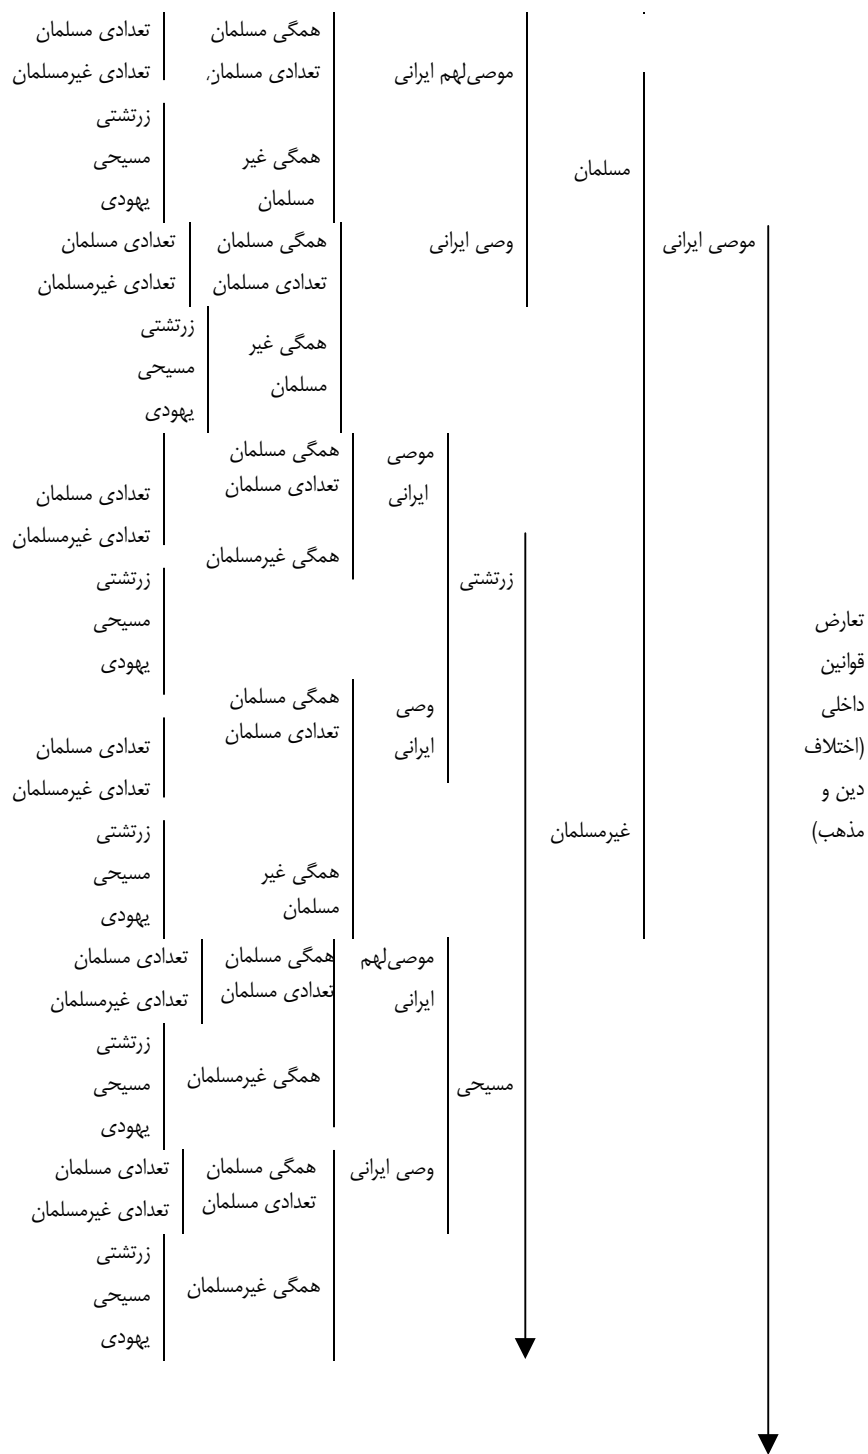 همگی مسلمان تعدادی مسلمان
موصی‌لهم ایرانی تعدادی مسلمان تعدادی غیرمسلمان
زرتشتی
مسلمان همگی غیر مسیحی
مسلمان یهودی
موصی ایرانی وصی ایرانی همگی مسلمان تعدادی مسلمان
تعدادی مسلمان تعدادی غیرمسلمان
همگی غیر زرتشتی
مسیحی
مسلمان
یهودی
موصی همگی مسلمان
ایرانی تعدادی مسلمان تعدادی مسلمان
تعدادی غیرمسلمان
همگی غیرمسلمان
زرتشتی زرتشتی
تعارض مسیحی
قوانین یهودی
داخلی وصی همگی مسلمان
(اختلاف ایرانی تعدادی مسلمان تعدادی مسلمان
دین و تعدادی غیرمسلمان
مذهب) غیرمسلمان زرتشتی
همگی غیر مسیحی
مسلمان یهودی
موصی‌لهم همگی مسلمان تعدادی مسلمان
ایرانی تعدادی مسلمان تعدادی غیرمسلمان
زرتشتی
مسیحی همگی غیرمسلمان مسیحی
یهودی
وصی ایرانی همگی مسلمان تعدادی مسلمان
تعدادی مسلمان تعدادی غیرمسلمان
زرتشتی
همگی غیرمسلمان مسیحی
یهودی